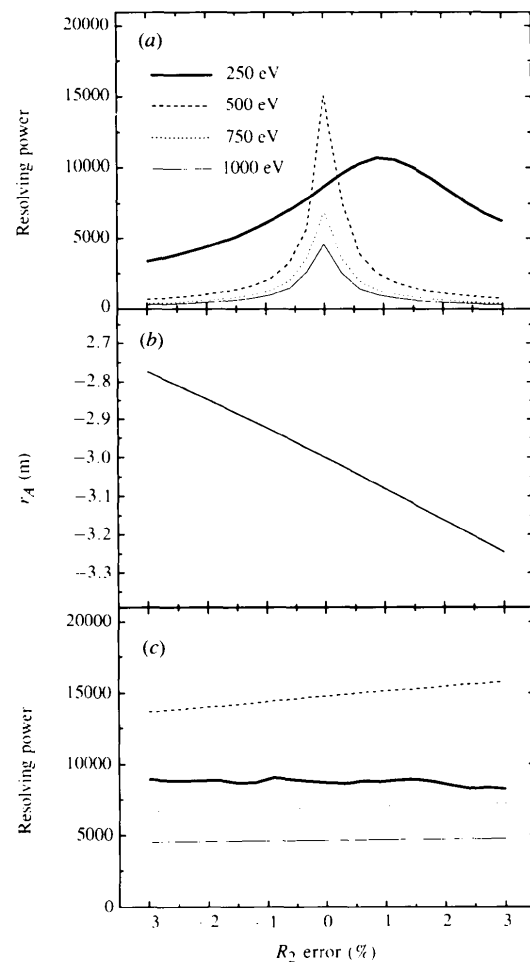 (a)
250 eV
500 eV
750 eV
1000 eV
Resolving power
20000
15000
10000
5000
0
(b)
2.7
−2.8
−2.9
−3.0
−3.1
−3.2
−3.3
r_A (m)
(c)
Resolving power
20000
15000
10000
5000
0
3 2 1 0 1 2 3
R_2 error (%)